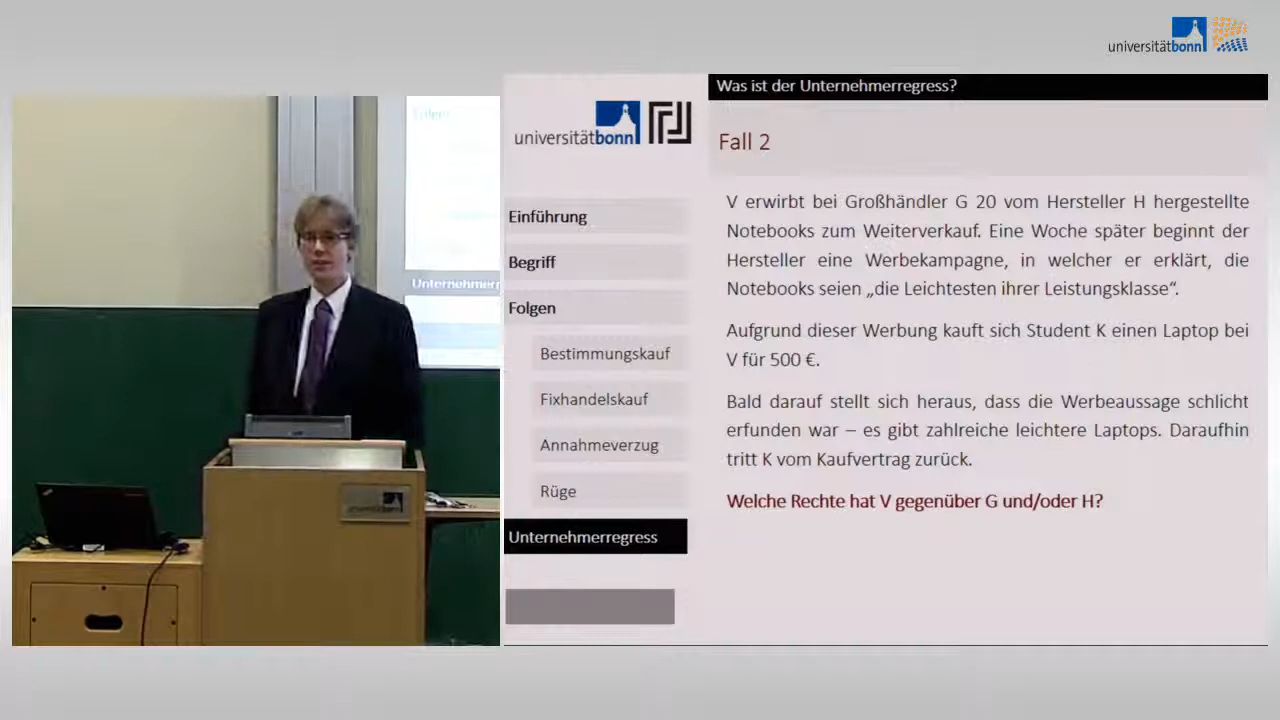 universitätbonn
Was ist der Unternehmerregress?
universitätbonn
Fall 2
V erwirbt bei Großhändler G 20 vom Hersteller H hergestellte
Notebooks zum Weiterverkauf. Eine Woche später beginnt der
Hersteller eine Werbekampagne, in welcher er erklärt, die
Notebooks seien „die Leichtesten ihrer Leistungsklasse“.
Aufgrund dieser Werbung kauft sich Student K einen Laptop bei
V für 500 €.
Bald darauf stellt sich heraus, dass die Werbeaussage schlicht
erfunden war – es gibt zahlreiche leichtere Laptops. Daraufhin
tritt K vom Kaufvertrag zurück.
Welche Rechte hat V gegenüber G und/oder H?
Einführung
Begriff
Folgen
Bestimmungskauf
Fixhandelskauf
Annahmeverzug
Rüge
Unternehmerregress
Unternehmerr
universitätbonn